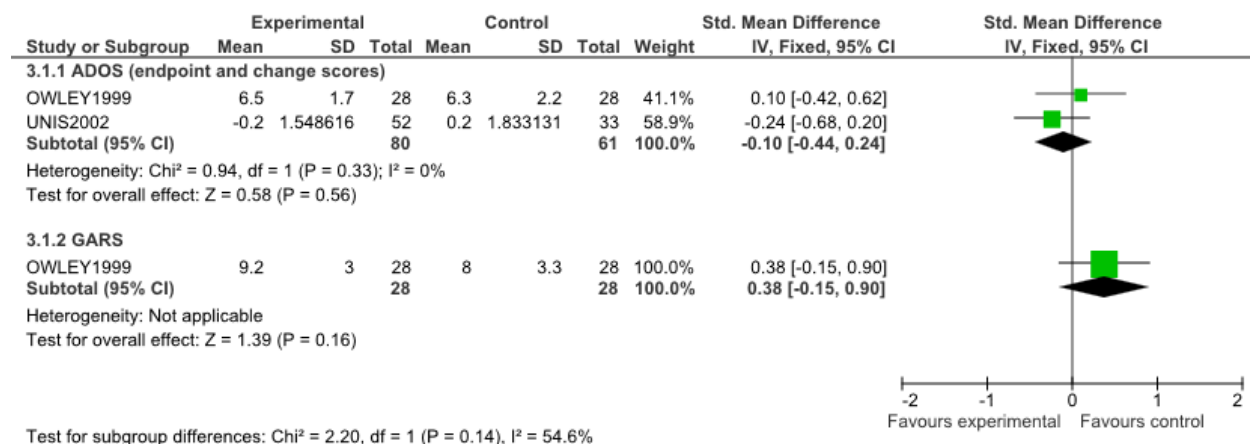 Experimental Control Std. Mean Difference Std. Mean Difference
Study or Subgroup Mean SD Total Mean SD Total Weight IV, Fixed, 95% CI IV, Fixed, 95% CI
3.1.1 ADOS (endpoint and change scores)
OWLEY1999 6.5 1.7 28 6.3 2.2 28 41.1% 0.10 [-0.42, 0.62]
UNIS2002 -0.2 1.548616 52 0.2 1.833131 33 58.9% -0.24 [-0.68, 0.20]
Subtotal (95% CI) 80 61 100.0% -0.10 [-0.44, 0.24]
Heterogeneity: Chi² = 0.94, df = 1 (P = 0.33); I² = 0%
Test for overall effect: Z = 0.58 (P = 0.56)
3.1.2 GARS
OWLEY1999 9.2 3 28 8 3.3 28 100.0% 0.38 [-0.15, 0.90]
Subtotal (95% CI) 28 28 100.0% 0.38 [-0.15, 0.90]
Heterogeneity: Not applicable
Test for overall effect: Z = 1.39 (P = 0.16)
-2 -1 0 1 2
Favours experimental Favours control
Test for subgroup differences: Chi² = 2.20, df = 1 (P = 0.14), I² = 54.6%